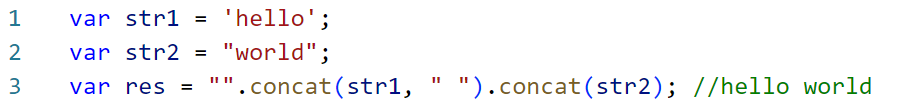 1 var str1 = 'hello';
2 var str2 = "world";
3 var res = "".concat(str1, " ").concat(str2); //hello world